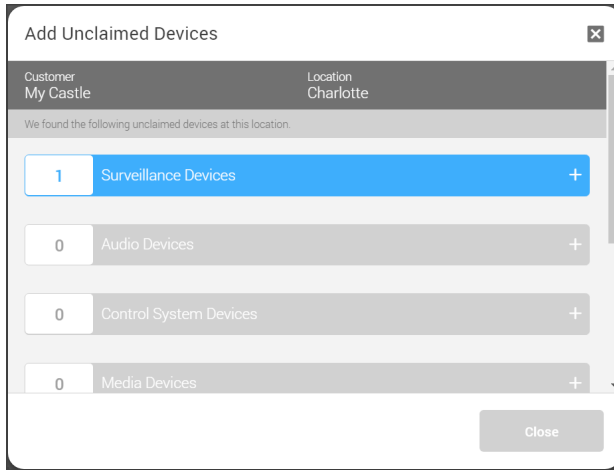 Add Unclaimed Devices
Customer
Location
My Castle
Charlotte
We found the following unclaimed devices at this location.
1
Surveillance Devices
0
Audio Devices
0
Control System Devices
0
Media Devices
Close